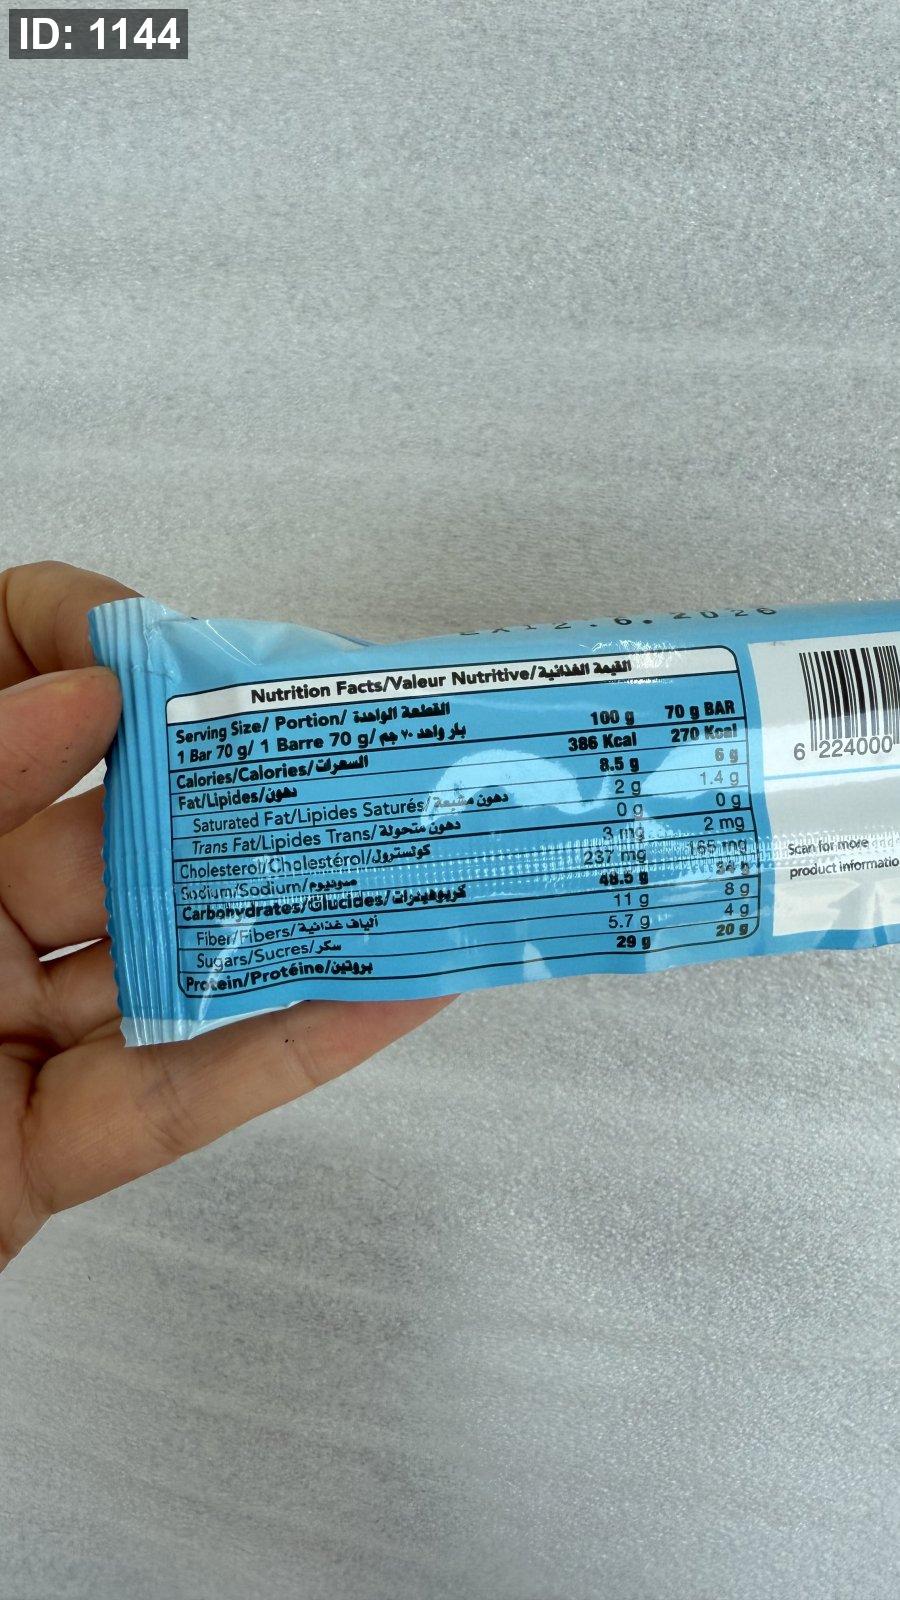 ID: 1144
12.6.2026
Nutrition Facts/Valeur Nutritive/القيمة الغذائية
Serving Size/ Portion/ القطعة الواحدة
1 Bar 70 g/ 1 Barre 70 g/ بار واحد ٧٠ جم
100 g 70 g BAR
Calories/Calories/السعرات 386 Kcal 270 Kcal
Fat/Lipides/دهون 8.5 g 6 g
Saturated Fat/Lipides Saturés/دهون مشبعة 2 g 1.4 g
Trans Fat/Lipides Trans/دهون متحولة 0 g 0 g
Cholesterol/Cholestérol/كولسترول 3 mg 2 mg
Sodium/Sodium/صوديوم 237 mg 165 mg
Carbohydrates/Glucides/كربوهيدرات 48.5 g 34 g
Fiber/Fibers/ألياف غذائية 11 g 8 g
Sugars/Sucres/سكر 5.7 g 4 g
Protein/Protéine/بروتين 29 g 20 g
6 224000
Scan for more
product informatio